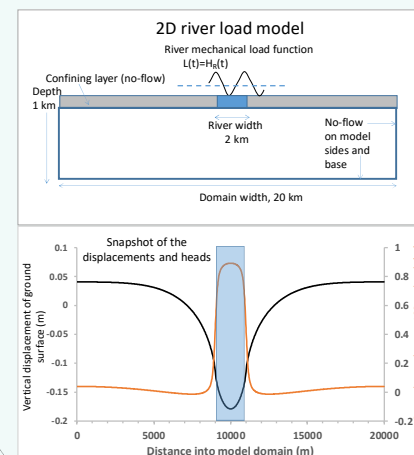 2D river load model
River mechanical load function
L(t)=H_R(t)
Confining layer (no-flow)
Depth
1 km
River width
2 km
No-flow
on model
sides and
base
Domain width, 20 km
Snapshot of the
displacements and heads
Vertical displacement of ground
surface (m)
0.1
0.05
0
-0.05
-0.1
-0.15
-0.2
1
0.8
0.6
0.4
0.2
0
-0.2
0
5000
10000
15000
20000
Distance into model domain (m)